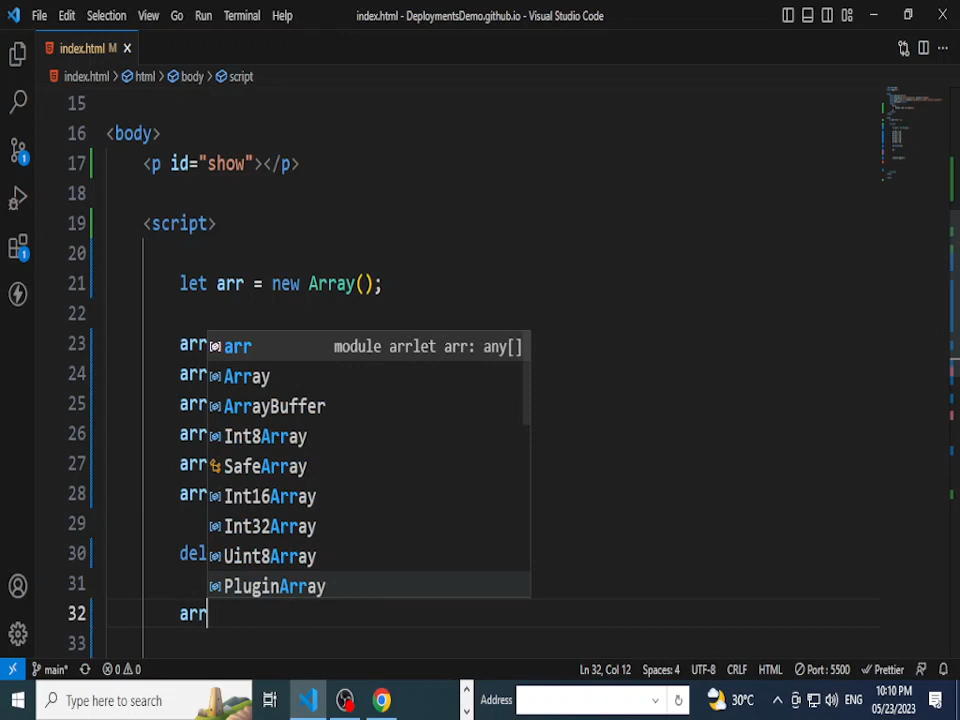 File Edit Selection View Go Run Terminal Help index.html - DeploymentsDemo.github.io - Visual Studio Code
index.html M
index.html > html > body > script
15
16 <body>
17 <p id="show"></p>
18
19 <script>
20
21 let arr = new Array();
22
23 arr
24 arr
25 arr
26 arr
27 arr
28 arr
29
30 del
31
32 arr
33
arr module arrlet arr: any[]
Array
ArrayBuffer
Int8Array
SafeArray
Int16Array
Int32Array
Uint8Array
PluginArray
1
1
main* 0 0 Ln 32, Col 12 Spaces: 4 UTF-8 CRLF HTML Port : 5500 Prettier
Type here to search Address 30°C ENG 10:10 PM
05/23/2023